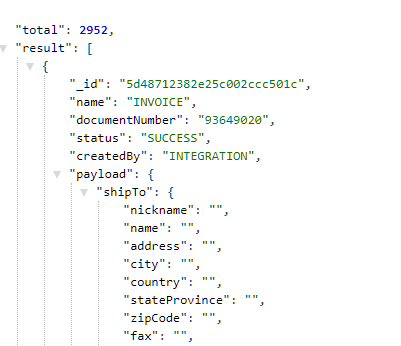 "total": 2952,
"result": [
{
"_id": "5d48712382e25c002ccc501c",
"name": "INVOICE",
"documentNumber": "93649020",
"status": "SUCCESS",
"createdBy": "INTEGRATION",
"payload": {
"shipTo": {
"nickname": "",
"name": "",
"address": "",
"city": "",
"country": "",
"stateProvince": "",
"zipCode": "",
"fax": "",